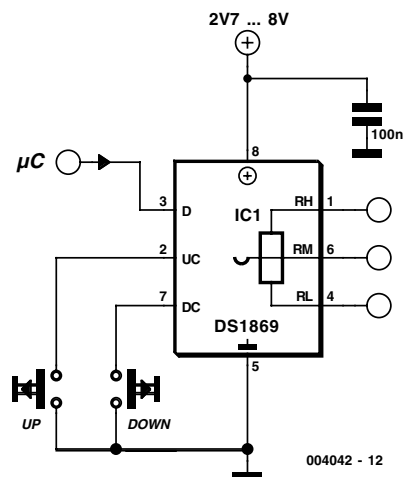 2V7 ... 8V
100n
µC
8
3
D
IC1
RH
1
2
UC
RM
6
7
DC
RL
4
DS1869
5
UP
DOWN
004042 - 12